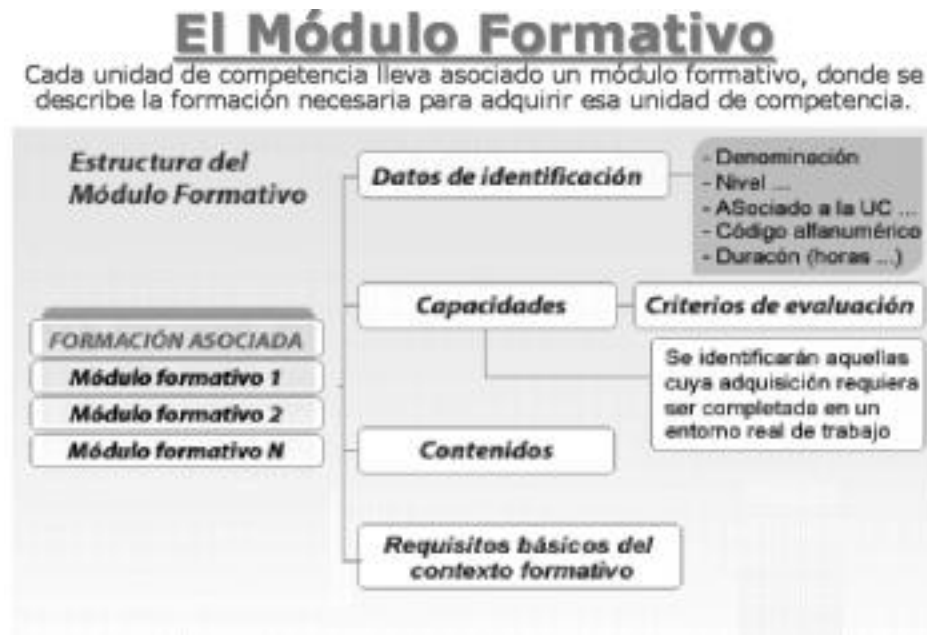 El Módulo Formativo
Cada unidad de competencia lleva asociado un módulo formativo, donde se
describe la formación necesaria para adquirir esa unidad de competencia.
Estructura del
Módulo Formativo
Datos de identificación
- Denominación
- Nivel ...
- ASociado a la UC ...
- Código alfanumérico
- Duracón (horas ...)
Capacidades
Criterios de evaluación
FORMACIÓN ASOCIADA
Módulo formativo 1
Módulo formativo 2
Módulo formativo N
Se identificarán aquellas
cuya adquisición requiera
ser completada en un
entorno real de trabajo
Contenidos
Requisitos básicos del
contexto formativo